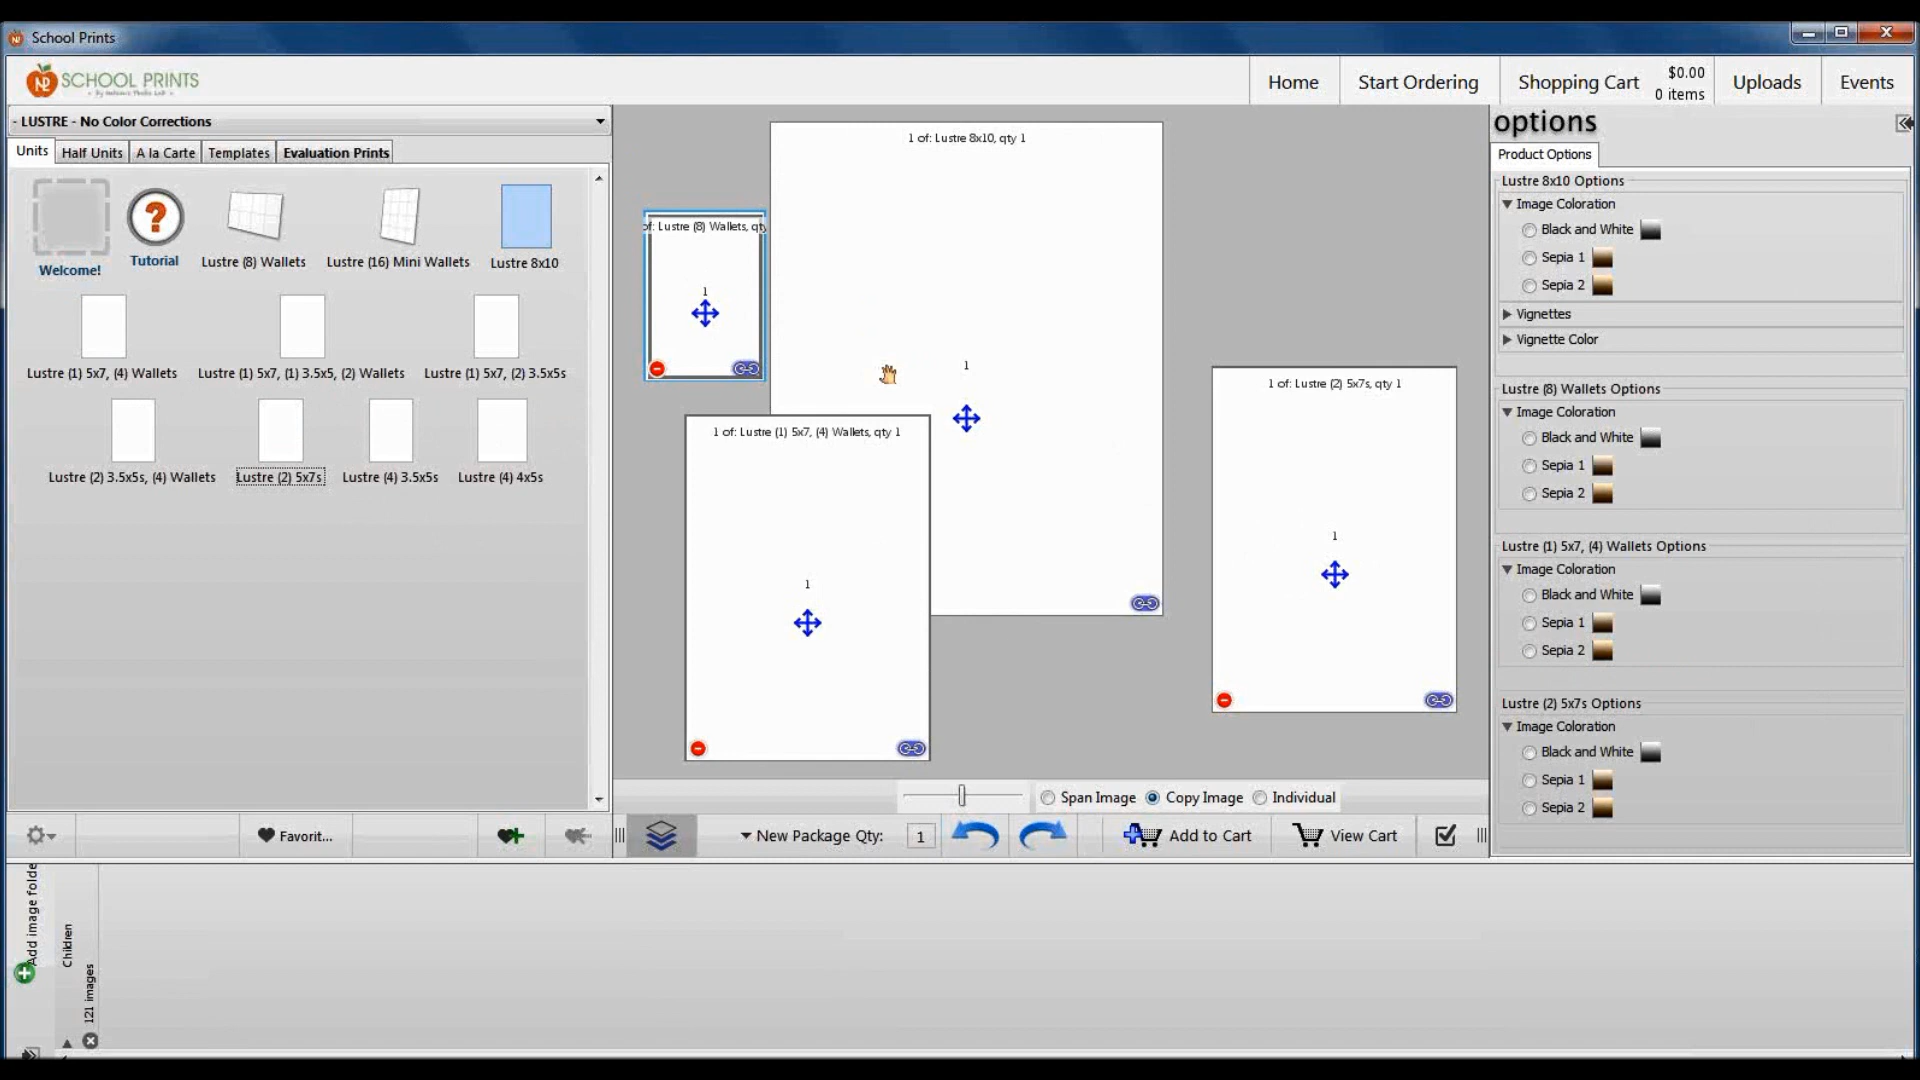 School Prints
SCHOOL PRINTS
Home
Start Ordering
Shopping Cart
$0.00
0 items
Uploads
Events
- LUSTRE - No Color Corrections
Units
Half Units
A la Carte
Templates
Evaluation Prints
Welcome!
Tutorial
Lustre (8) Wallets
Lustre (16) Mini Wallets
Lustre 8x10
Lustre (1) 5x7, (4) Wallets
Lustre (1) 5x7, (1) 3.5x5, (2) Wallets
Lustre (1) 5x7, (2) 3.5x5s
Lustre (2) 3.5x5s, (4) Wallets
Lustre (2) 5x7s
Lustre (4) 3.5x5s
Lustre (4) 4x5s
Favorit...
1 of: Lustre 8x10, qty 1
1
of: Lustre (8) Wallets, qty
1
1 of: Lustre (1) 5x7, (4) Wallets, qty 1
1
1 of: Lustre (2) 5x7s, qty 1
1
Span Image
Copy Image
Individual
New Package Qty:
1
Add to Cart
View Cart
options
Product Options
Lustre 8x10 Options
Image Coloration
Black and White
Sepia 1
Sepia 2
Vignettes
Vignette Color
Lustre (8) Wallets Options
Image Coloration
Black and White
Sepia 1
Sepia 2
Lustre (1) 5x7, (4) Wallets Options
Image Coloration
Black and White
Sepia 1
Sepia 2
Lustre (2) 5x7s Options
Image Coloration
Black and White
Sepia 1
Sepia 2
Add image folde
Children
121 images